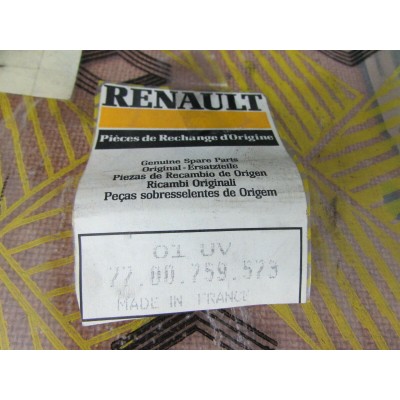 RENAULT
Pièces de Rechange d'Origine
Genuine Spare Parts
Original-Ersatzteile
Piezas de Recambio de Origen
Ricambi Originali
Peças sobresselentes de Origem
01 UV
77.00.759.573
MADE IN FRANCE